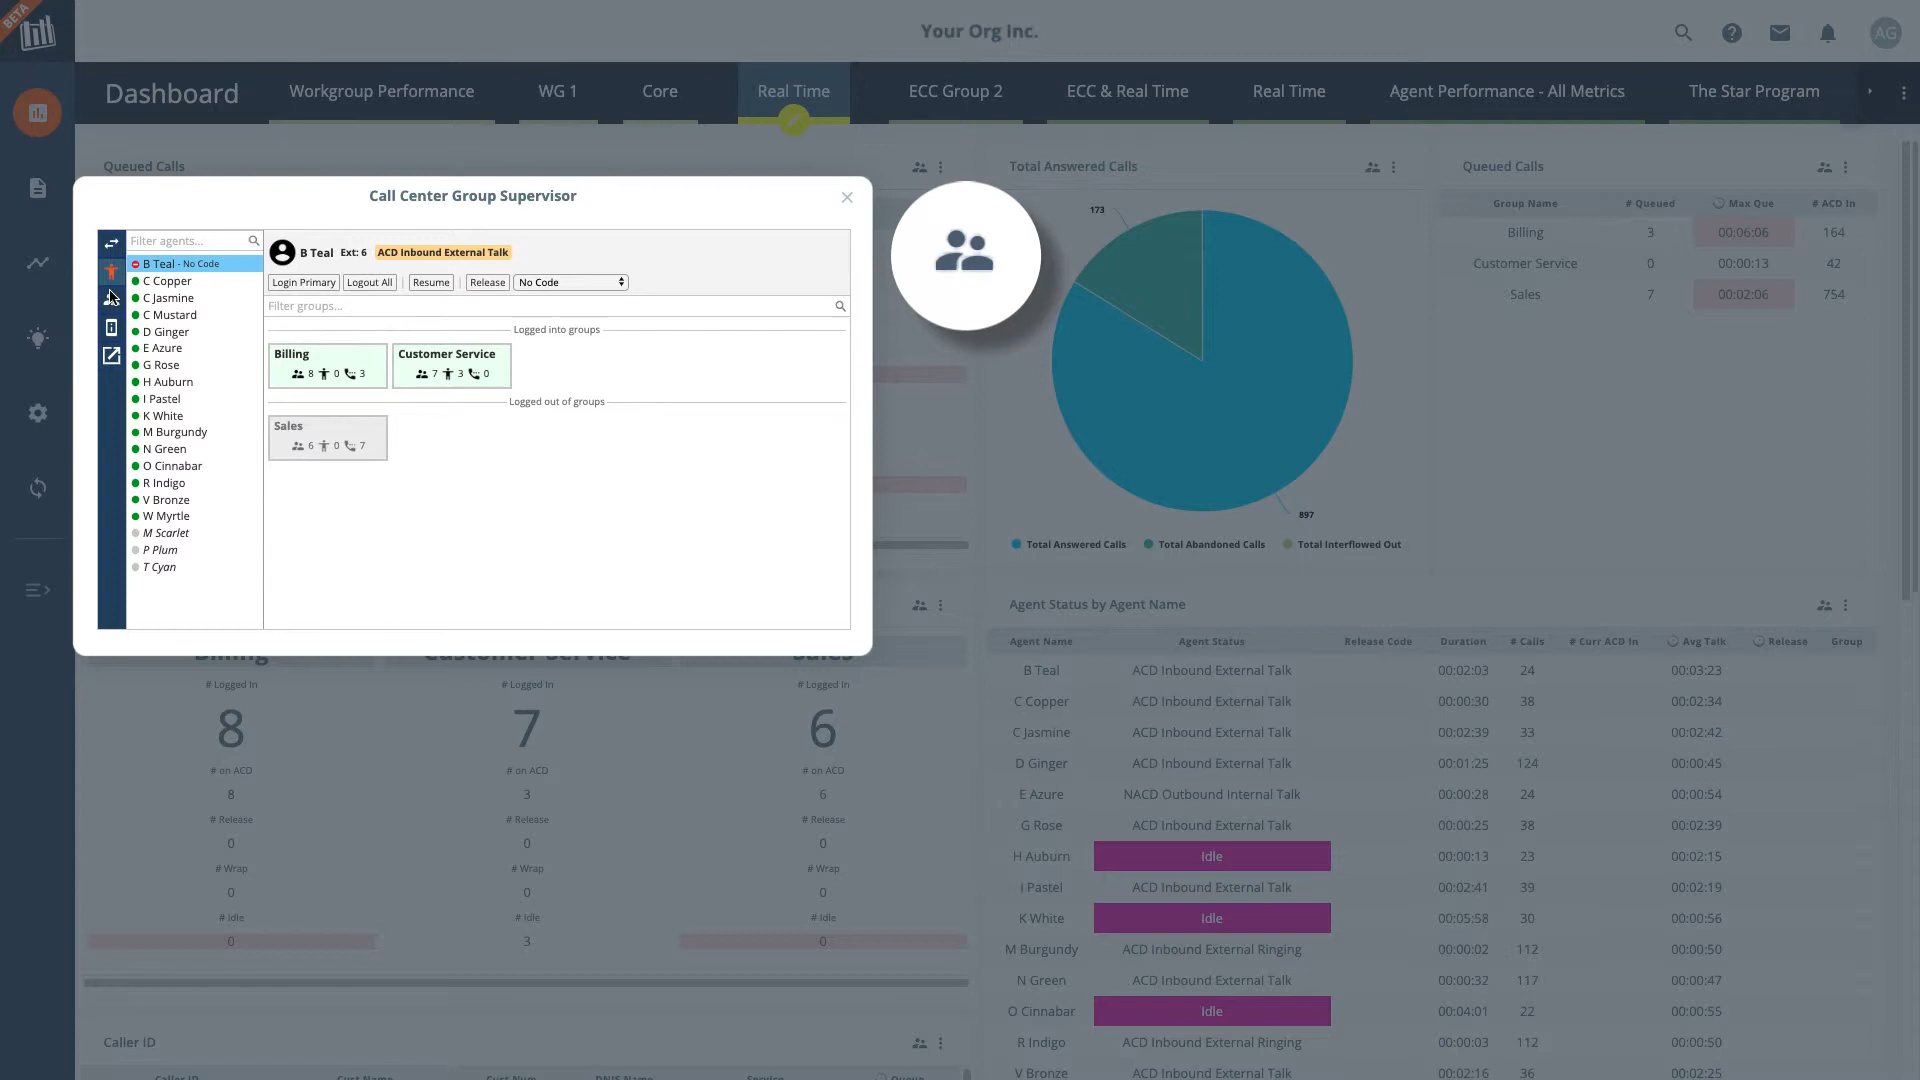 BETA
Your Org Inc.
AG
Dashboard
Workgroup Performance
WG 1
Core
Real Time
ECC Group 2
ECC & Real Time
Real Time
Agent Performance - All Metrics
The Star Program
Queued Calls
Call Center Group Supervisor
Filter agents...
B Teal - No Code
C Copper
C Jasmine
C Mustard
D Ginger
E Azure
G Rose
H Auburn
I Pastel
K White
M Burgundy
N Green
O Cinnabar
R Indigo
V Bronze
W Myrtle
M Scarlet
P Plum
T Cyan
B Teal Ext: 6 ACD Inbound External Talk
Login Primary Logout All | Resume | Release No Code
Filter groups...
Logged into groups
Billing
8 0 3
Customer Service
7 3 0
Logged out of groups
Sales
6 0 7
Total Answered Calls
173
897
Total Answered Calls Total Abandoned Calls Total Interflowed Out
Queued Calls
Group Name # Queued Max Que # ACD In
Billing 3 00:06:06 164
Customer Service 0 00:00:13 42
Sales 7 00:02:06 754
Billing Customer Service Sales
# Logged In # Logged In # Logged In
8 7 6
# on ACD # on ACD # on ACD
8 3 6
# Release # Release # Release
0 0 0
# Wrap # Wrap # Wrap
0 0 0
# Idle # Idle # Idle
0 3 0
Agent Status by Agent Name
Agent Name Agent Status Release Code Duration # Calls # Curr ACD In Avg Talk Release Group
B Teal ACD Inbound External Talk 00:02:03 24 00:03:23
C Copper ACD Inbound External Talk 00:00:30 38 00:02:34
C Jasmine ACD Inbound External Talk 00:02:39 33 00:02:42
D Ginger ACD Inbound External Talk 00:01:25 124 00:00:45
E Azure NACD Outbound Internal Talk 00:00:28 24 00:00:54
G Rose ACD Inbound External Talk 00:00:25 38 00:02:39
H Auburn Idle 00:00:13 23 00:02:15
I Pastel ACD Inbound External Talk 00:02:41 39 00:02:19
K White Idle 00:05:58 30 00:00:56
M Burgundy ACD Inbound External Ringing 00:00:02 112 00:00:50
N Green ACD Inbound External Talk 00:00:32 117 00:00:47
O Cinnabar Idle 00:04:01 22 00:00:55
R Indigo ACD Inbound External Ringing 00:00:03 112 00:00:50
V Bronze ACD Inbound External Talk 00:02:16 36 00:02:25
Caller ID
Caller ID Cust Name Cust Num DNIS Name Service Queue